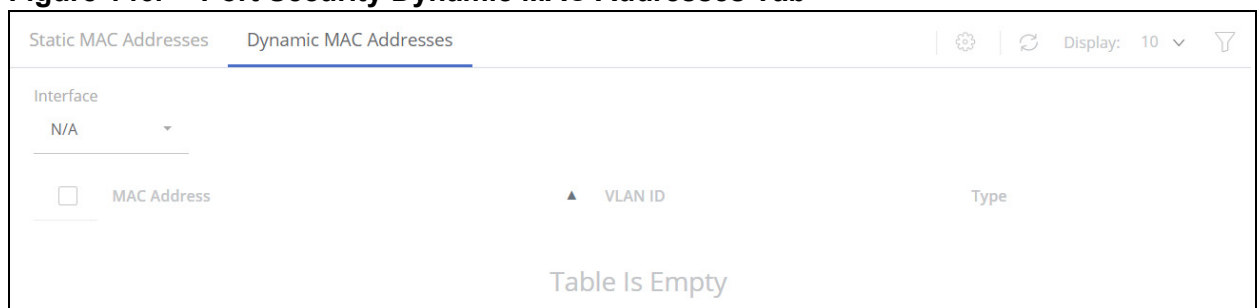 Static MAC Addresses Dynamic MAC Addresses Display: 10
Interface
N/A
MAC Address VLAN ID Type
Table Is Empty